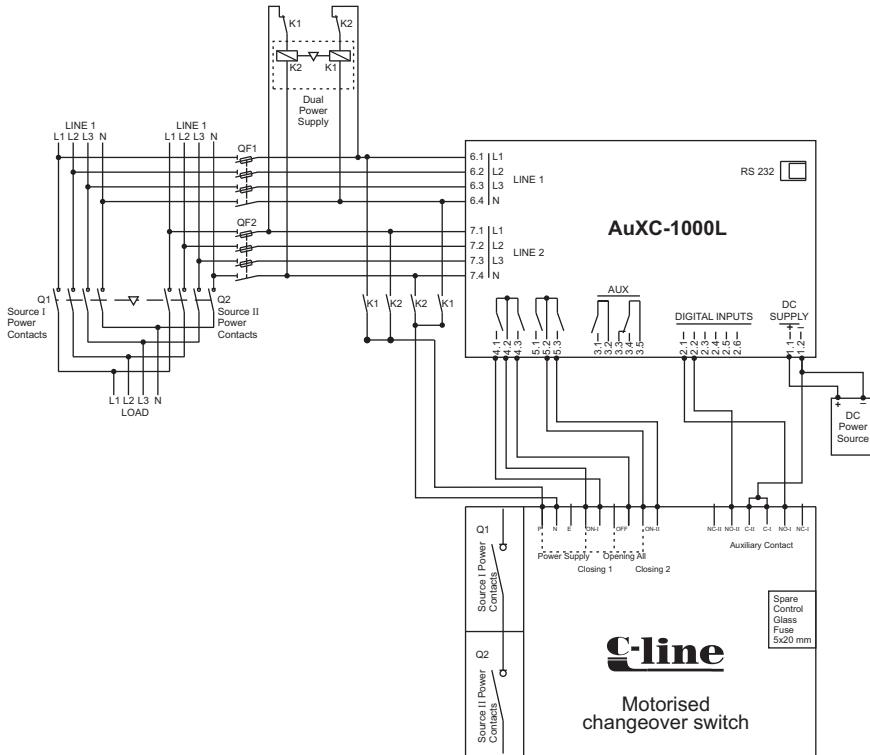 K1
K2
K2
K1
Dual
Power
Supply
LINE 1
LINE 1
L1 L2 L3 N
L1 L2 L3 N
QF1
QF2
6.1 L1
6.2 L2
6.3 L3
6.4 N
LINE 1
7.1 L1
7.2 L2
7.3 L3
7.4 N
LINE 2
RS 232
AuXC-1000L
Q1
Source I
Power
Contacts
Q2
Source II
Power
Contacts
K1
K2
K2
K1
AUX
DIGITAL INPUTS
DC
SUPPLY
+ –
4.1
4.2
4.3
5.1
5.2
5.3
3.1
3.2
3.3
3.4
3.5
2.1
2.2
2.3
2.4
2.5
2.6
1.1
1.2
L1 L2 L3 N
LOAD
+ –
DC
Power
Source
P
N
E
ON-I
OFF
ON-II
NC-II
NO-II
C-II
C-I
NO-I
NC-I
Power Supply
Opening All
Closing 1
Closing 2
Auxiliary Contact
Q1
Source I Power
Contacts
Q2
Source II Power
Contacts
Spare
Control
Glass
Fuse
5x20 mm
C-line
Motorised
changeover switch